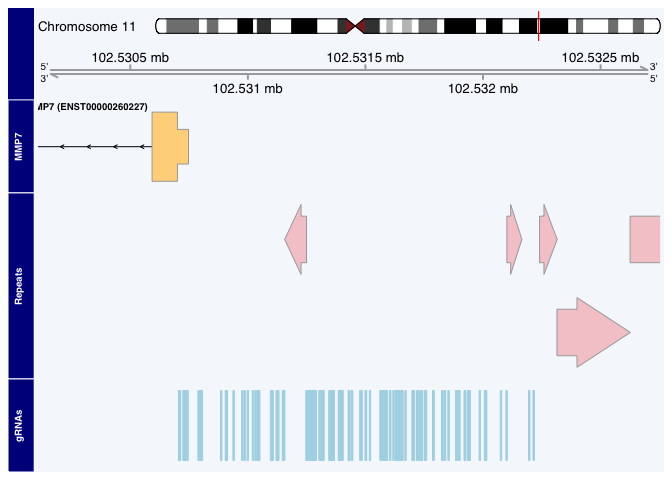 Chromosome 11
102.5305 mb
102.5315 mb
102.5325 mb
5'
3'
3'
5'
102.531 mb
102.532 mb
MP7 (ENST00000260227)
MMP7
Repeats
gRNAs